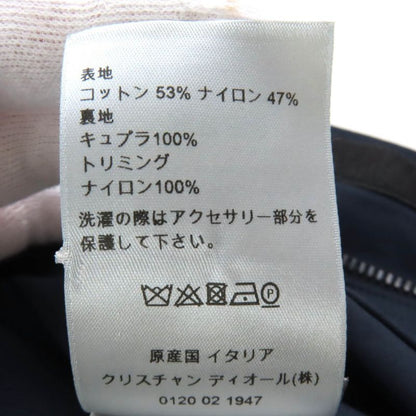 表地
コットン 53% ナイロン 47%
裏地
キュプラ100%
トリミング
ナイロン100%
洗濯の際はアクセサリー部分を
保護して下さい。
P
原産国 イタリア
クリスチャン ディオール(株)
0120 02 1947